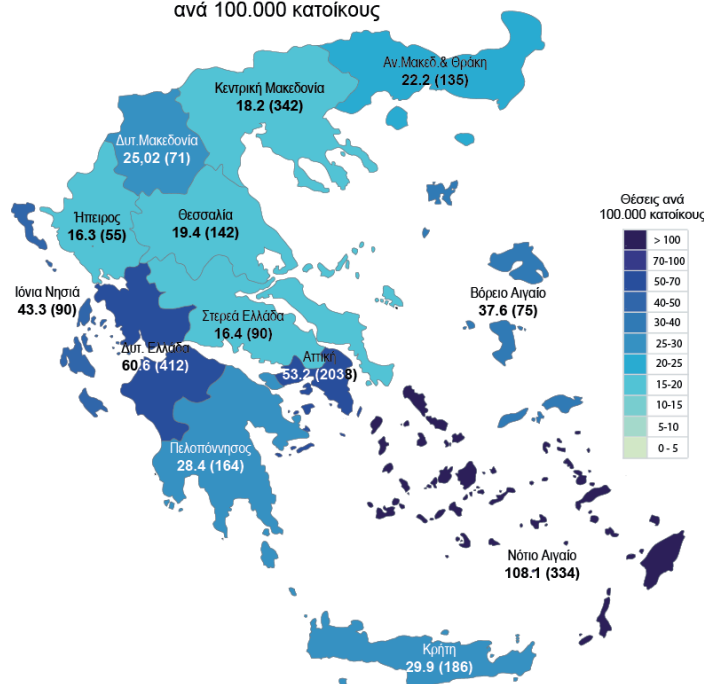 ανά 100.000 κατοίκους
Αν.Μακεδ.& Θράκη
22.2 (135)
Κεντρική Μακεδονία
18.2 (342)
Δυτ.Μακεδονία
25,02 (71)
Ήπειρος
16.3 (55)
Θεσσαλία
19.4 (142)
Θέσεις ανά
100.000 κατοίκους
> 100
70-100
50-70
40-50
30-40
25-30
20-25
15-20
10-15
5-10
0 - 5
Ιόνια Νησιά
43.3 (90)
Βόρειο Αιγαίο
37.6 (75)
Στερεά Ελλάδα
16.4 (90)
Δυτ. Ελλάδα
60.6 (412)
Αττική
53.2 (2038)
Πελοπόννησος
28.4 (164)
Νότιο Αιγαίο
108.1 (334)
Κρήτη
29.9 (186)